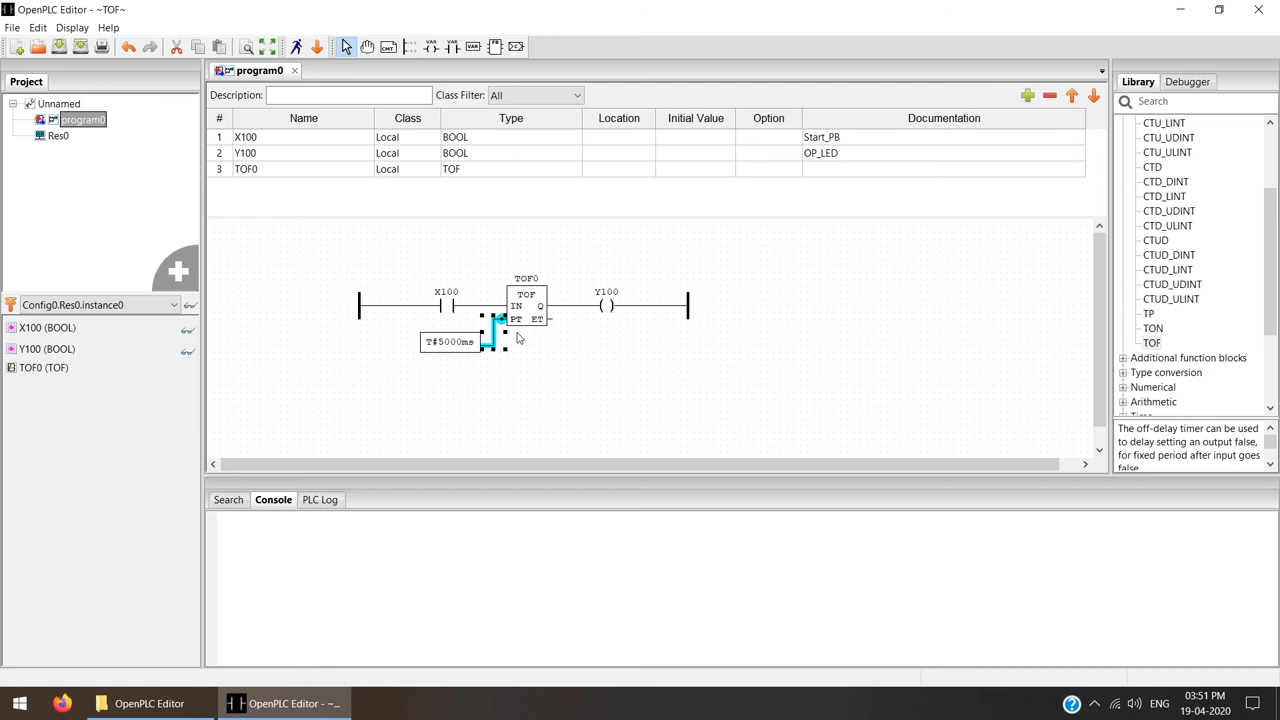 OpenPLC Editor - ~TOF~
File Edit Display Help
Project
Unnamed
program0
Res0
Config0.Res0.instance0
X100 (BOOL)
Y100 (BOOL)
TOF0 (TOF)
program0
Description: Class Filter: All
# Name Class Type Location Initial Value Option Documentation
1 X100 Local BOOL Start_PB
2 Y100 Local BOOL OP_LED
3 TOF0 Local TOF
TOF0
X100 TOF Y100
IN Q
PT ET
T#5000ms
Search Console PLC Log
Library Debugger
Search
CTU_LINT
CTU_UDINT
CTU_ULINT
CTD
CTD_DINT
CTD_LINT
CTD_UDINT
CTD_ULINT
CTUD
CTUD_DINT
CTUD_LINT
CTUD_UDINT
CTUD_ULINT
TP
TON
TOF
Additional function blocks
Type conversion
Numerical
Arithmetic
The off-delay timer can be used
to delay setting an output false,
for fixed period after input goes
false
OpenPLC Editor
OpenPLC Editor - ~...
ENG
03:51 PM
19-04-2020